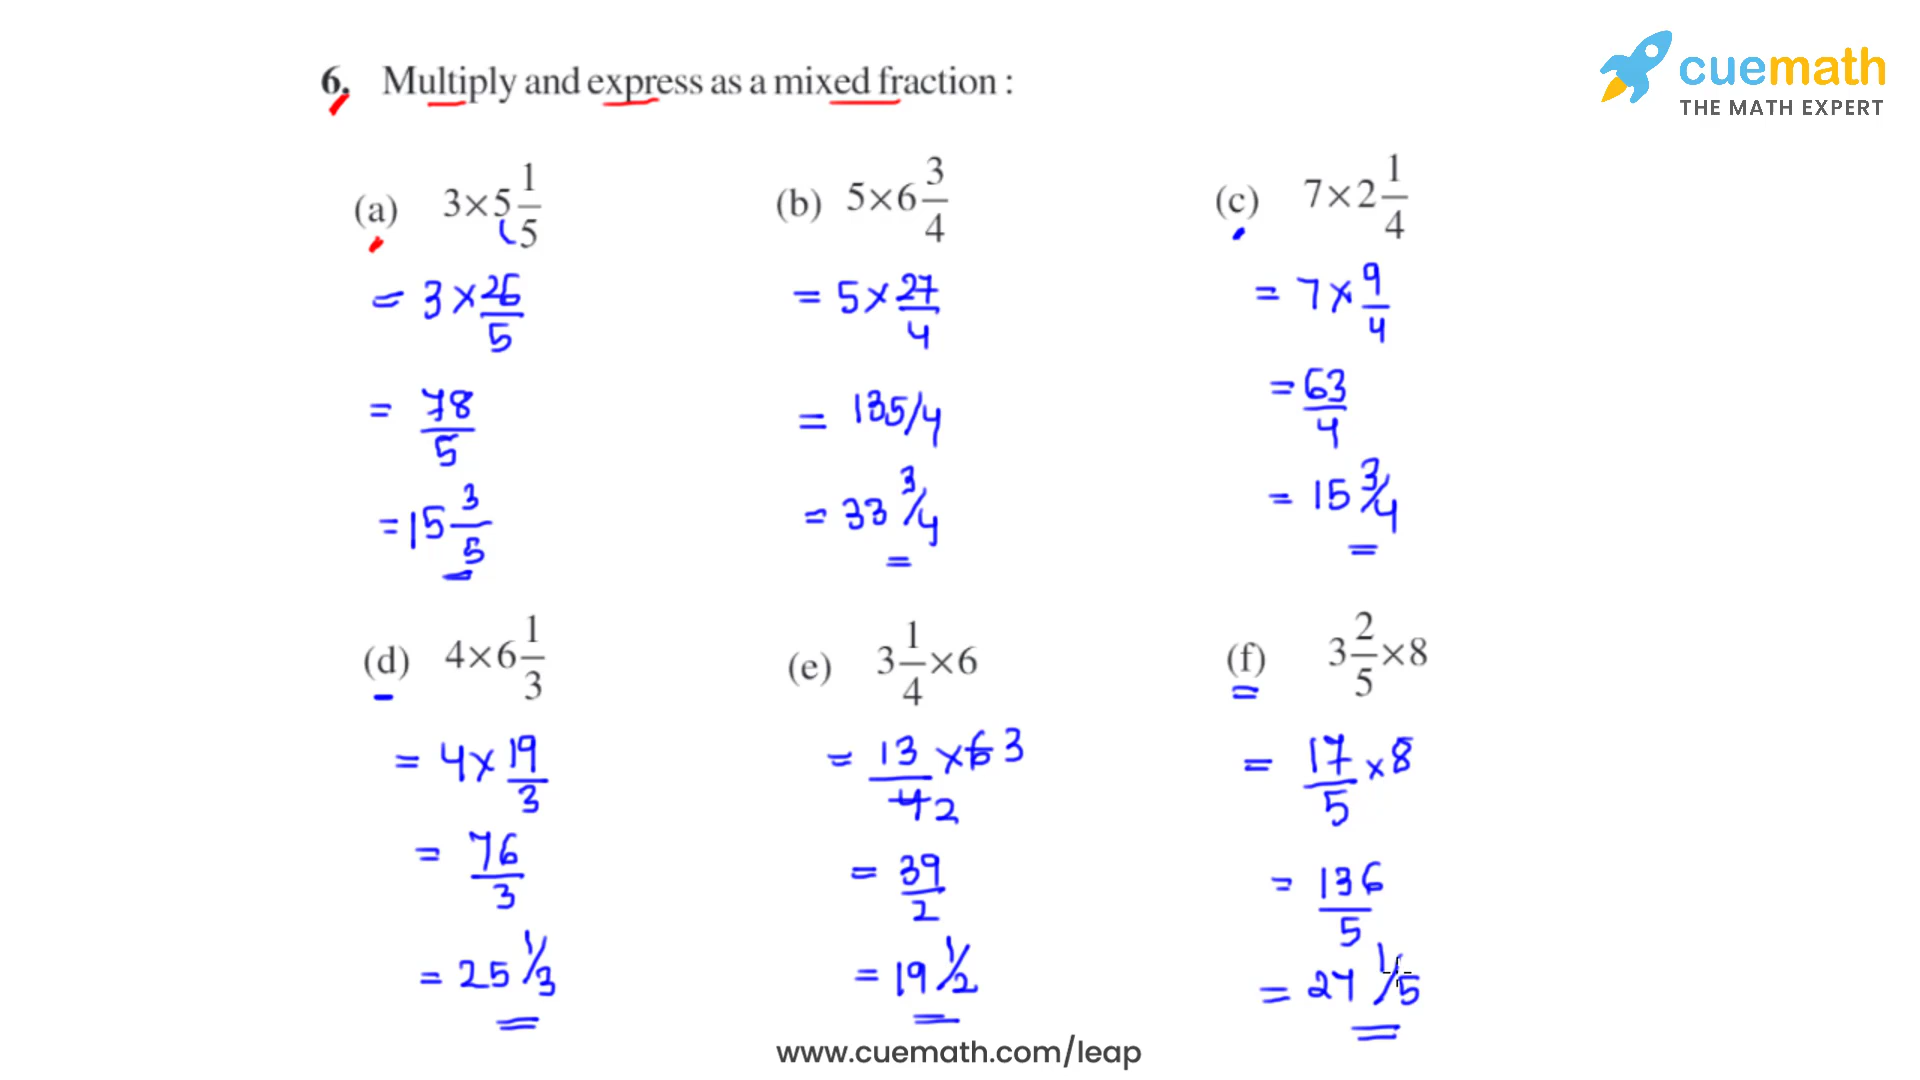 cuemath
THE MATH EXPERT
6. Multiply and express as a mixed fraction :
(a) 3×5 1/5
= 3 × 26/5
= 78/5
= 15 3/5
(b) 5×6 3/4
= 5 × 27/4
= 135/4
= 33 3/4
(c) 7×2 1/4
= 7 × 9/4
= 63/4
= 15 3/4
(d) 4×6 1/3
= 4 × 19/3
= 76/3
= 25 1/3
(e) 3 1/4 ×6
= 13/4 2 × 6 3
= 39/2
= 19 1/2
(f) 3 2/5 ×8
= 17/5 × 8
= 136/5
= 27 1/5
www.cuemath.com/leap